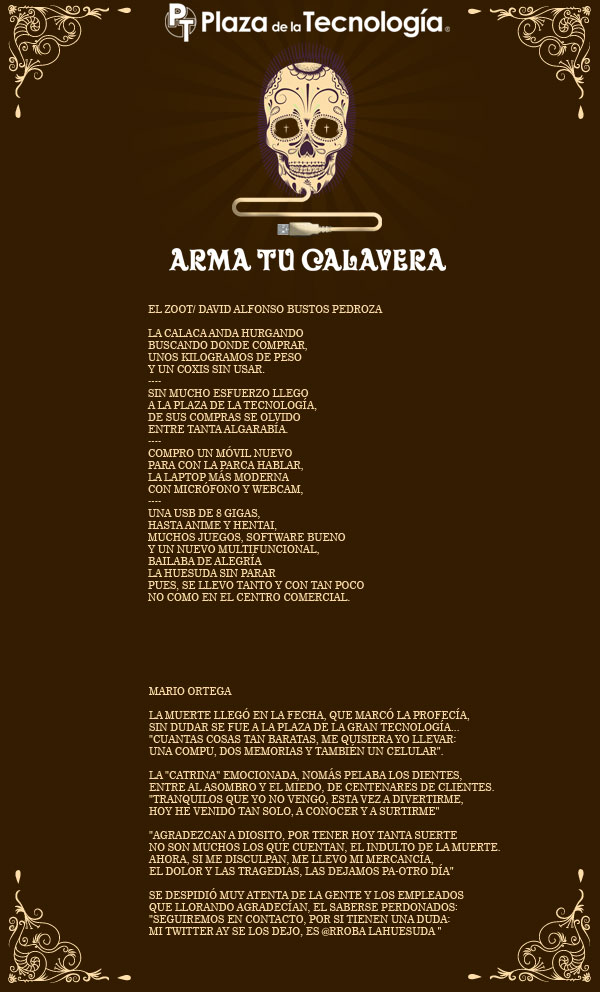 PT Plaza de la Tecnología®
ARMA TU CALAVERA
EL ZOOT/ DAVID ALFONSO BUSTOS PEDROZA
LA CALACA ANDA HURGANDO
BUSCANDO DONDE COMPRAR,
UNOS KILOGRAMOS DE PESO
Y UN COXIS SIN USAR.
----
SIN MUCHO ESFUERZO LLEGO
A LA PLAZA DE LA TECNOLOGÍA,
DE SUS COMPRAS SE OLVIDO
ENTRE TANTA ALGARABÍA.
----
COMPRO UN MÓVIL NUEVO
PARA CON LA PARCA HABLAR,
LA LAPTOP MÁS MODERNA
CON MICRÓFONO Y WEBCAM,
----
UNA USB DE 8 GIGAS,
HASTA ANIME Y HENTAI,
MUCHOS JUEGOS, SOFTWARE BUENO
Y UN NUEVO MULTIFUNCIONAL,
BAILABA DE ALEGRÍA
LA HUESUDA SIN PARAR
PUES, SE LLEVO TANTO Y CON TAN POCO
NO COMO EN EL CENTRO COMERCIAL.
MARIO ORTEGA
LA MUERTE LLEGÓ EN LA FECHA, QUE MARCÓ LA PROFECÍA,
SIN DUDAR SE FUE A LA PLAZA DE LA GRAN TECNOLOGÍA...
"CUANTAS COSAS TAN BARATAS, ME QUISIERA YO LLEVAR:
UNA COMPU, DOS MEMORIAS Y TAMBIÉN UN CELULAR".
LA "CATRINA" EMOCIONADA, NOMÁS PELABA LOS DIENTES,
ENTRE AL ASOMBRO Y EL MIEDO, DE CENTENARES DE CLIENTES.
"TRANQUILOS QUE YO NO VENGO, ESTA VEZ A DIVERTIRME,
HOY HE VENIDO TAN SOLO, A CONOCER Y A SURTIRME"
"AGRADEZCAN A DIOSITO, POR TENER HOY TANTA SUERTE
NO SON MUCHOS LOS QUE CUENTAN, EL INDULTO DE LA MUERTE.
AHORA, SI ME DISCULPAN, ME LLEVO MI MERCANCÍA,
EL DOLOR Y LAS TRAGEDIAS, LAS DEJAMOS PA-OTRO DÍA"
SE DESPIDIÓ MUY ATENTA DE LA GENTE Y LOS EMPLEADOS
QUE LLORANDO AGRADECÍAN, EL SABERSE PERDONADOS:
"SEGUIREMOS EN CONTACTO, POR SI TIENEN UNA DUDA:
MI TWITTER AY SE LOS DEJO, ES @RROBA LAHUESUDA "